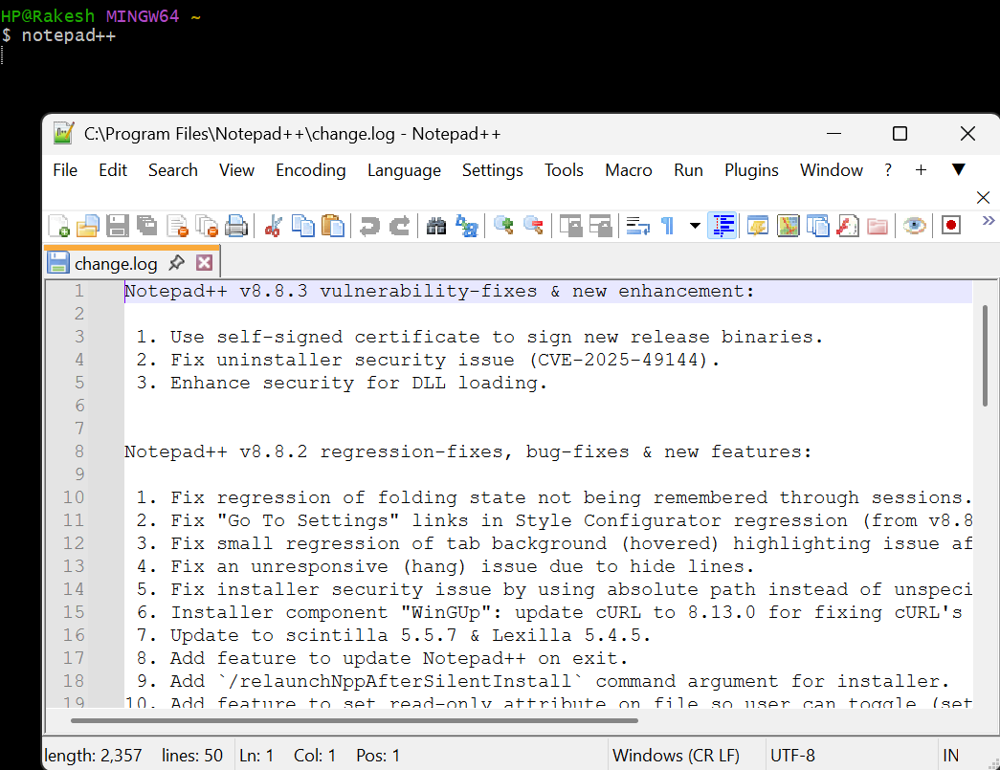 HP@Rakesh MINGW64 ~
$ notepad++
C:\Program Files\Notepad++\change.log - Notepad++
File Edit Search View Encoding Language Settings Tools Macro Run Plugins Window ? + ▼
change.log
1 Notepad++ v8.8.3 vulnerability-fixes & new enhancement:
2
3 1. Use self-signed certificate to sign new release binaries.
4 2. Fix uninstaller security issue (CVE-2025-49144).
5 3. Enhance security for DLL loading.
6
7
8 Notepad++ v8.8.2 regression-fixes, bug-fixes & new features:
9
10 1. Fix regression of folding state not being remembered through sessions.
11 2. Fix "Go To Settings" links in Style Configurator regression (from v8.8
12 3. Fix small regression of tab background (hovered) highlighting issue af
13 4. Fix an unresponsive (hang) issue due to hide lines.
14 5. Fix installer security issue by using absolute path instead of unspeci
15 6. Installer component "WinGUp": update cURL to 8.13.0 for fixing cURL's
16 7. Update to scintilla 5.5.7 & Lexilla 5.4.5.
17 8. Add feature to update Notepad++ on exit.
18 9. Add `/relaunchNppAfterSilentInstall` command argument for installer.
19 10. Add feature to set read-only attribute on file so user can toggle (set
length: 2,357 lines: 50 Ln: 1 Col: 1 Pos: 1 Windows (CR LF) UTF-8 IN